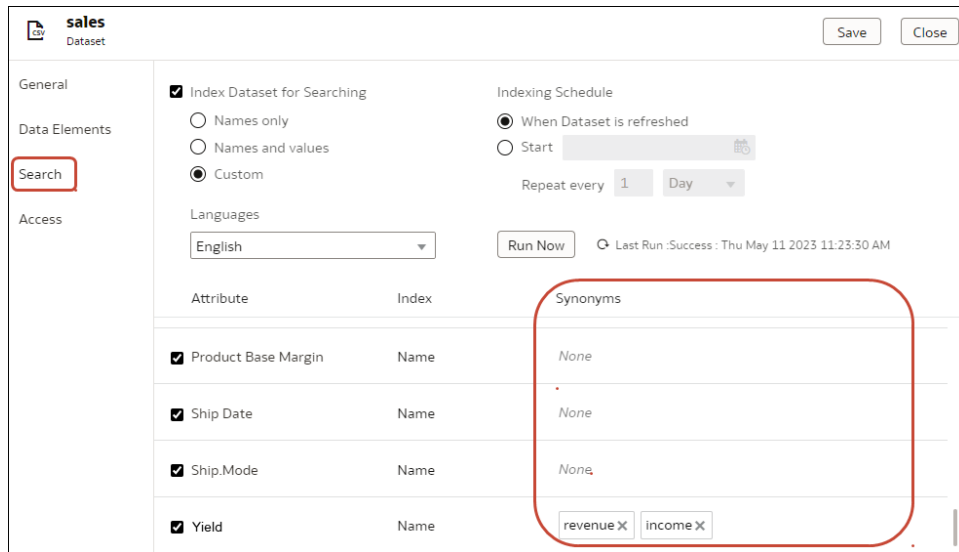 CSV
sales
Dataset
Save
Close
General
Data Elements
Search
Access
Index Dataset for Searching
Names only
Names and values
Custom
Languages
English
Indexing Schedule
When Dataset is refreshed
Start
Repeat every 1 Day
Run Now
Last Run :Success : Thu May 11 2023 11:23:30 AM
Attribute Index Synonyms
Product Base Margin Name None
Ship Date Name None
Ship.Mode Name None
Yield Name revenue income